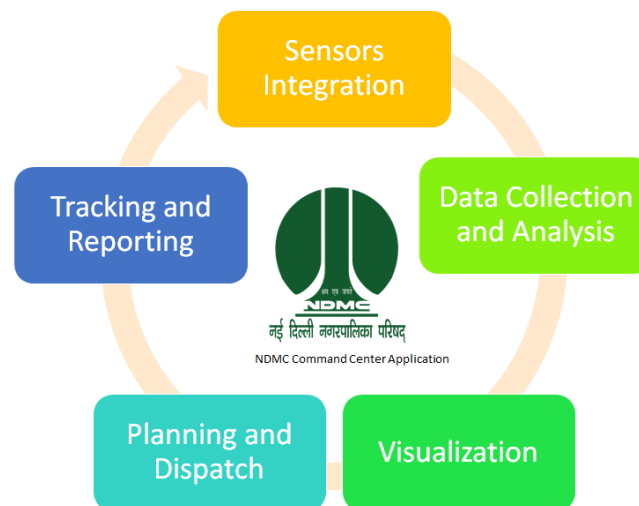 Sensors
Integration
Data Collection
and Analysis
Visualization
Planning and
Dispatch
Tracking and
Reporting
NDMC
नई दिल्ली नगरपालिका परिषद्
NDMC Command Center Application